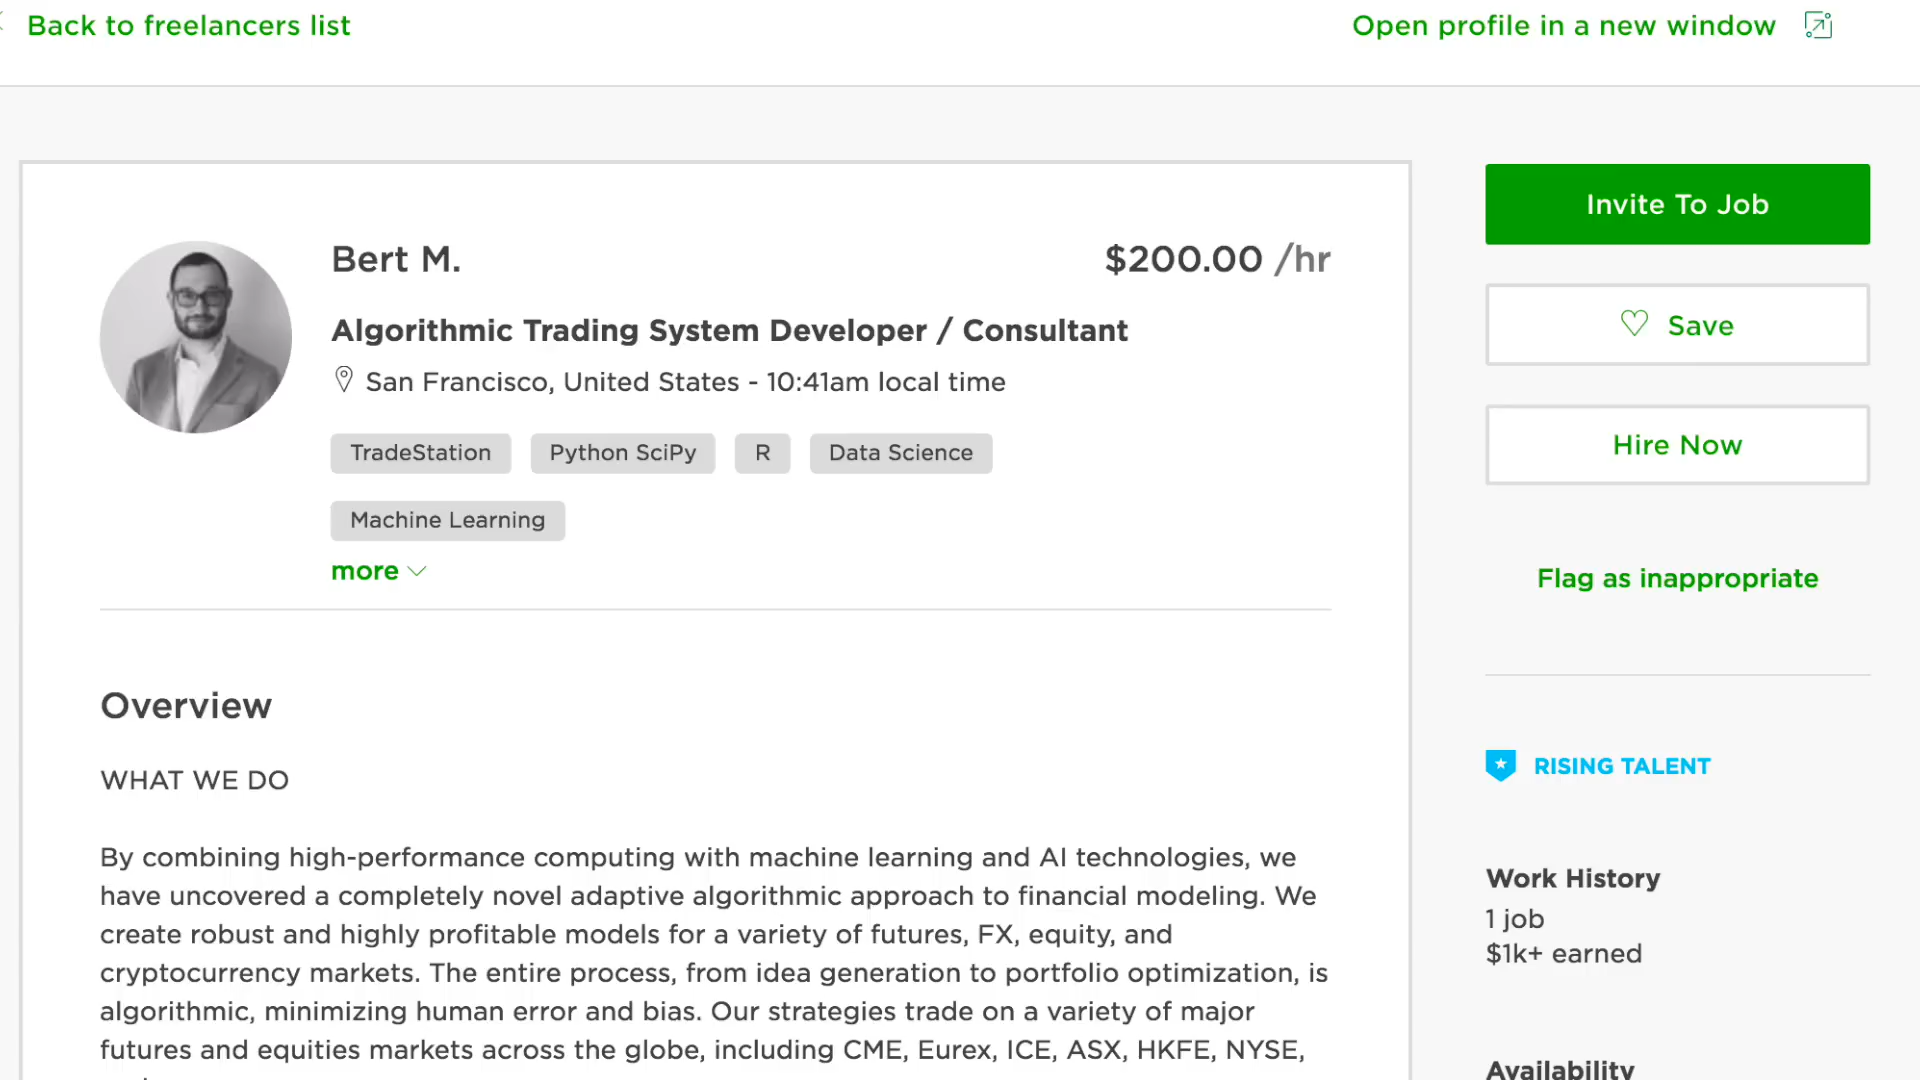 Back to freelancers list
Open profile in a new window
Bert M.
$200.00 /hr
Algorithmic Trading System Developer / Consultant
San Francisco, United States - 10:41am local time
TradeStation
Python SciPy
R
Data Science
Machine Learning
more
Overview
WHAT WE DO
By combining high-performance computing with machine learning and AI technologies, we
have uncovered a completely novel adaptive algorithmic approach to financial modeling. We
create robust and highly profitable models for a variety of futures, FX, equity, and
cryptocurrency markets. The entire process, from idea generation to portfolio optimization, is
algorithmic, minimizing human error and bias. Our strategies trade on a variety of major
futures and equities markets across the globe, including CME, Eurex, ICE, ASX, HKFE, NYSE,
Invite To Job
Save
Hire Now
Flag as inappropriate
RISING TALENT
Work History
1 job
$1k+ earned
Availability